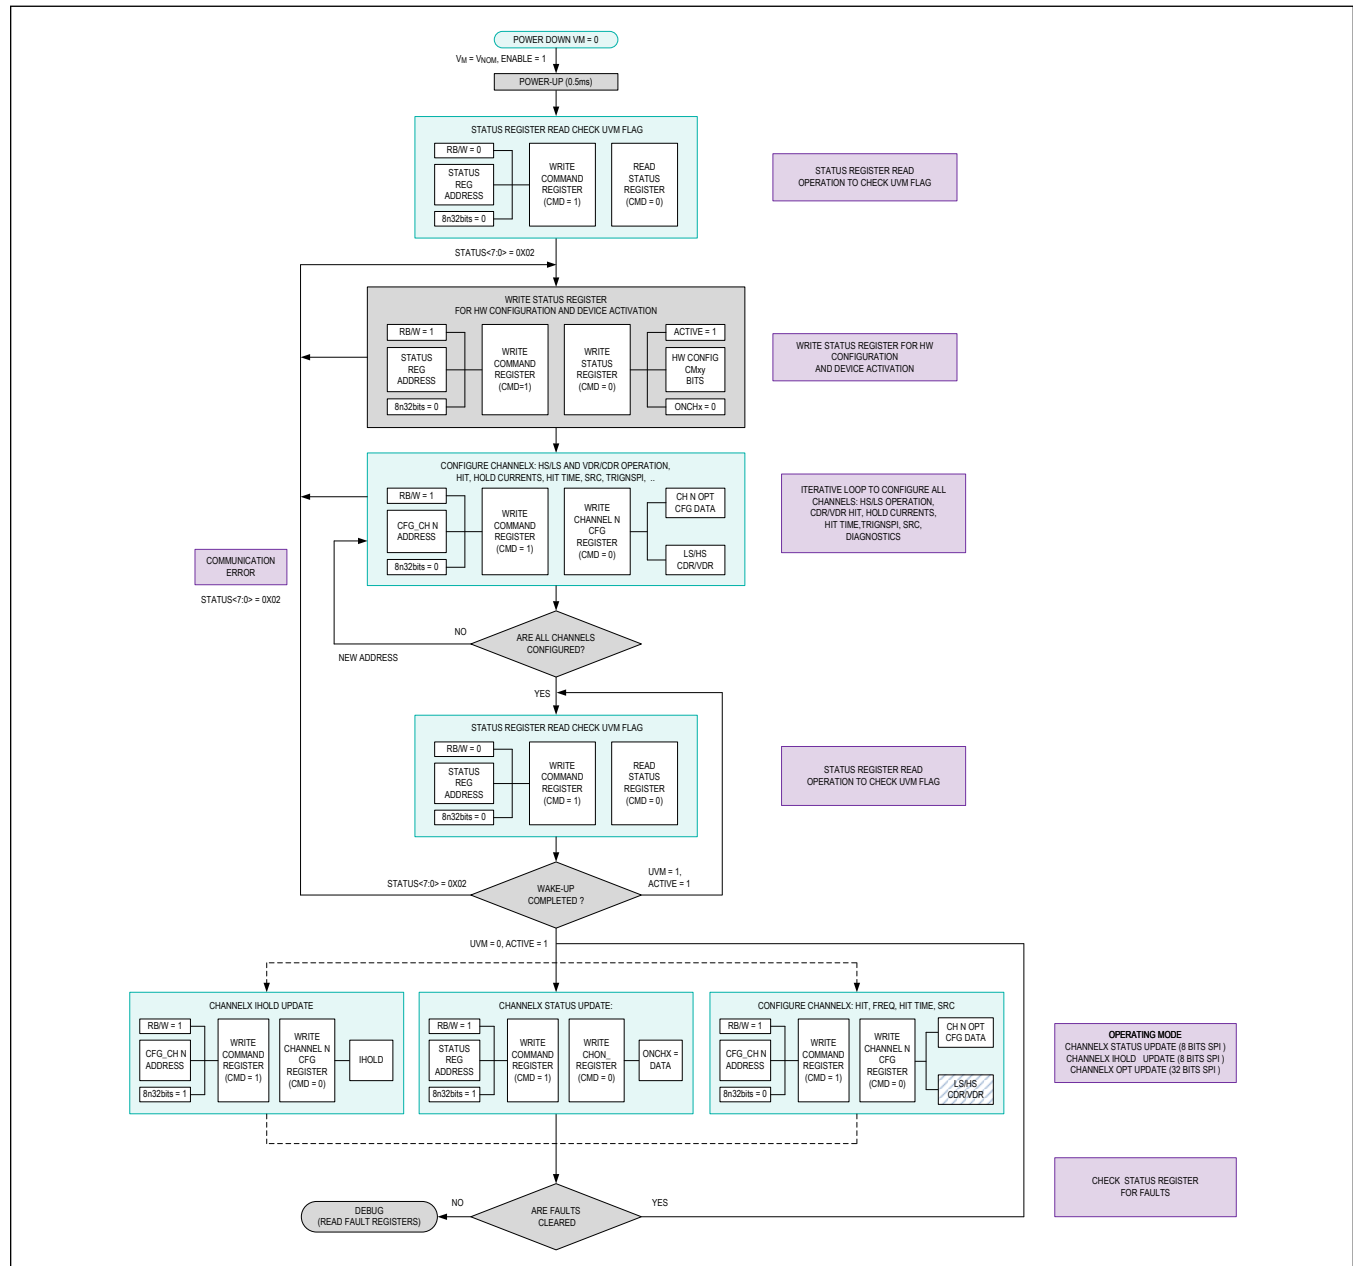 POWER DOWN VM = 0
VM = VNOM, ENABLE = 1
POWER-UP (0.5ms)
STATUS REGISTER READ CHECK UVM FLAG
RB/W = 0
STATUS
REG
ADDRESS
8n32bits = 0
WRITE
COMMAND
REGISTER
(CMD = 1)
READ
STATUS
REGISTER
(CMD = 0)
STATUS REGISTER READ
OPERATION TO CHECK UVM FLAG
STATUS<7:0> = 0X02
WRITE STATUS REGISTER
FOR HW CONFIGURATION AND DEVICE ACTIVATION
RB/W = 1
STATUS
REG
ADDRESS
8n32bits = 0
WRITE
COMMAND
REGISTER
(CMD=1)
WRITE
STATUS
REGISTER
(CMD = 0)
ACTIVE = 1
HW CONFIG
CMxy
BITS
ONCHx = 0
WRITE STATUS REGISTER FOR HW
CONFIGURATION
AND DEVICE ACTIVATION
CONFIGURE CHANNELX: HS/LS AND VDR/CDR OPERATION,
HIT, HOLD CURRENTS, HIT TIME, SRC, TRIGNSPI, ..
RB/W = 1
CFG_CH N
ADDRESS
8n32bits = 0
WRITE
COMMAND
REGISTER
(CMD = 1)
WRITE
CHANNEL N
CFG
REGISTER
(CMD = 0)
CH N OPT
CFG DATA
LS/HS
CDR/VDR
ITERATIVE LOOP TO CONFIGURE ALL
CHANNELS: HS/LS OPERATION,
CDR/VDR HIT, HOLD CURRENTS,
HIT TIME,TRIGNSPI, SRC,
DIAGNOSTICS
COMMUNICATION
ERROR
STATUS<7:0> = 0X02
NO
NEW ADDRESS
ARE ALL CHANNELS
CONFIGURED?
YES
STATUS REGISTER READ CHECK UVM FLAG
RB/W = 0
STATUS
REG
ADDRESS
8n32bits = 0
WRITE
COMMAND
REGISTER
(CMD = 1)
READ
STATUS
REGISTER
(CMD = 0)
STATUS REGISTER READ
OPERATION TO CHECK UVM FLAG
STATUS<7:0> = 0X02
WAKE-UP
COMPLETED ?
UVM = 1,
ACTIVE = 1
UVM = 0, ACTIVE = 1
CHANNELX IHOLD UPDATE
RB/W = 1
CFG_CH N
ADDRESS
8n32bits = 1
WRITE
COMMAND
REGISTER
(CMD = 1)
WRITE
CHANNEL N
CFG
REGISTER
(CMD = 0)
IHOLD
CHANNELX STATUS UPDATE:
RB/W = 1
STATUS
REG
ADDRESS
8n32bits = 1
WRITE
COMMAND
REGISTER
(CMD = 1)
WRITE
CHON_
REGISTER
(CMD = 0)
ONCHX =
DATA
CONFIGURE CHANNELX: HIT, FREQ, HIT TIME, SRC
RB/W = 1
CFG_CH N
ADDRESS
8n32bits = 0
WRITE
COMMAND
REGISTER
(CMD = 1)
WRITE
CHANNEL N
CFG
REGISTER
(CMD = 0)
CH N OPT
CFG DATA
LS/HS
CDR/VDR
OPERATING MODE
CHANNELX STATUS UPDATE (8 BITS SPI )
CHANNELX IHOLD UPDATE (8 BITS SPI )
CHANNELX OPT UPDATE (32 BITS SPI )
DEBUG
(READ FAULT REGISTERS)
NO
ARE FAULTS
CLEARED
YES
CHECK STATUS REGISTER
FOR FAULTS